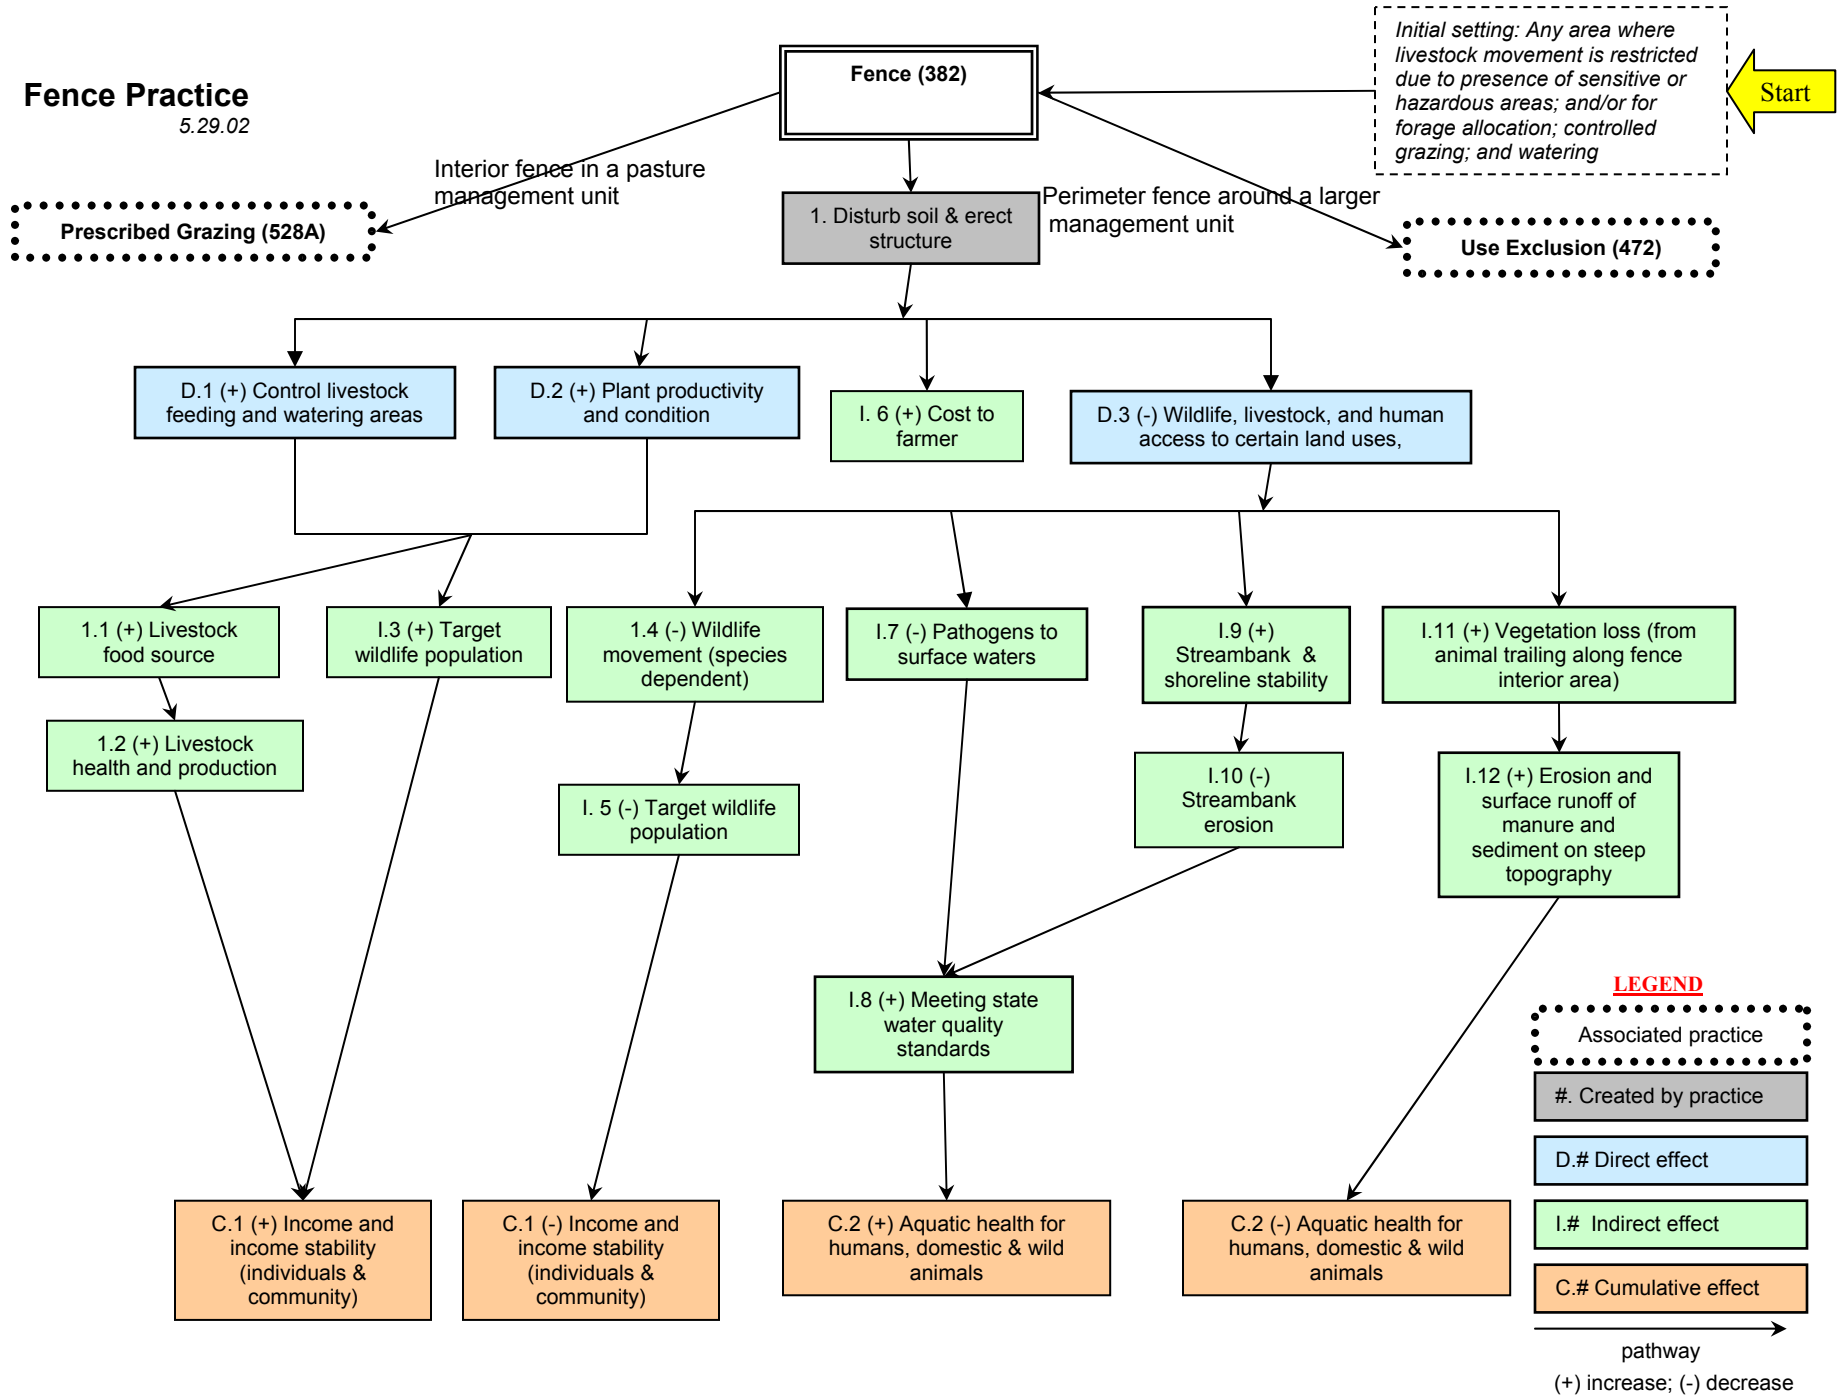 Fence Practice
5.29.02
Fence (382)
Initial setting: Any area where
livestock movement is restricted
due to presence of sensitive or
hazardous areas; and/or for
forage allocation; controlled
grazing; and watering
Start
Interior fence in a pasture
management unit
Prescribed Grazing (528A)
1. Disturb soil & erect
structure
Perimeter fence around a larger
management unit
Use Exclusion (472)
D.1 (+) Control livestock
feeding and watering areas
D.2 (+) Plant productivity
and condition
I. 6 (+) Cost to
farmer
D.3 (-) Wildlife, livestock, and human
access to certain land uses,
1.1 (+) Livestock
food source
I.3 (+) Target
wildlife population
1.4 (-) Wildlife
movement (species
dependent)
I.7 (-) Pathogens to
surface waters
I.9 (+)
Streambank &
shoreline stability
I.11 (+) Vegetation loss (from
animal trailing along fence
interior area)
1.2 (+) Livestock
health and production
I. 5 (-) Target wildlife
population
I.10 (-)
Streambank
erosion
I.12 (+) Erosion and
surface runoff of
manure and
sediment on steep
topography
I.8 (+) Meeting state
water quality
standards
C.1 (+) Income and
income stability
(individuals &
community)
C.1 (-) Income and
income stability
(individuals &
community)
C.2 (+) Aquatic health for
humans, domestic & wild
animals
C.2 (-) Aquatic health for
humans, domestic & wild
animals
LEGEND
Associated practice
#. Created by practice
D.# Direct effect
I.# Indirect effect
C.# Cumulative effect
pathway
(+) increase; (-) decrease